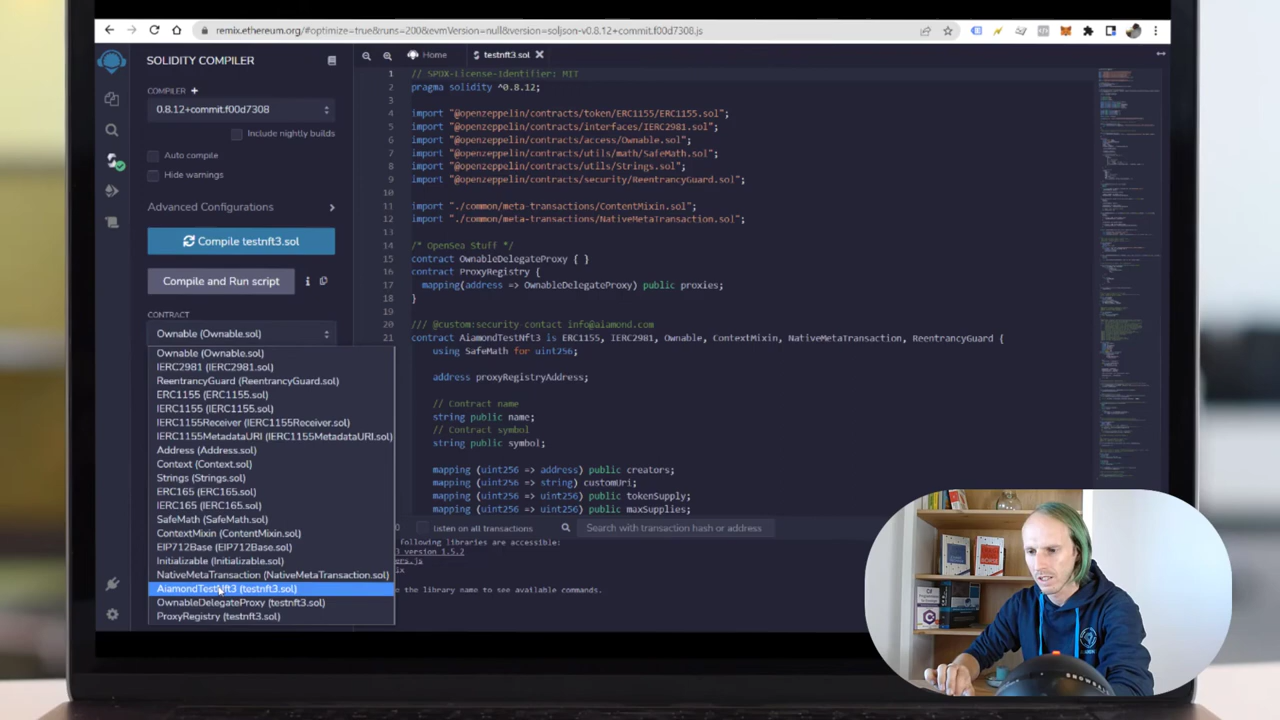 remix.ethereum.org/#optimize=true&runs=200&evmVersion=null&version=soljson-v0.8.12+commit.f00d7308.js
SOLIDITY COMPILER
COMPILER +
0.8.12+commit.f00d7308
Include nightly builds
Auto compile
Hide warnings
Advanced Configurations
Compile testnft3.sol
Compile and Run script
i
CONTRACT
Ownable (Ownable.sol)
Ownable (Ownable.sol)
IERC2981 (IERC2981.sol)
ReentrancyGuard (ReentrancyGuard.sol)
ERC1155 (ERC1155.sol)
IERC1155 (IERC1155.sol)
IERC1155Receiver (IERC1155Receiver.sol)
IERC1155MetadataURI (IERC1155MetadataURI.sol)
Address (Address.sol)
Context (Context.sol)
Strings (Strings.sol)
ERC165 (ERC165.sol)
IERC165 (IERC165.sol)
SafeMath (SafeMath.sol)
ContextMixin (ContentMixin.sol)
EIP712Base (EIP712Base.sol)
Initializable (Initializable.sol)
NativeMetaTransaction (NativeMetaTransaction.sol)
AiamondTestNft3 (testnft3.sol)
OwnableDelegateProxy (testnft3.sol)
ProxyRegistry (testnft3.sol)
Home
testnft3.sol
1 // SPDX-License-Identifier: MIT
2 pragma solidity ^0.8.12;
3
4 import "@openzeppelin/contracts/token/ERC1155/ERC1155.sol";
5 import "@openzeppelin/contracts/interfaces/IERC2981.sol";
6 import "@openzeppelin/contracts/access/Ownable.sol";
7 import "@openzeppelin/contracts/utils/math/SafeMath.sol";
8 import "@openzeppelin/contracts/utils/Strings.sol";
9 import "@openzeppelin/contracts/security/ReentrancyGuard.sol";
10
11 import "./common/meta-transactions/ContentMixin.sol";
12 import "./common/meta-transactions/NativeMetaTransaction.sol";
13
14 /* OpenSea Stuff */
15 contract OwnableDelegateProxy { }
16 contract ProxyRegistry {
17 mapping(address => OwnableDelegateProxy) public proxies;
18 }
19
20 /// @custom:security-contact info@aiamond.com
21 contract AiamondTestNft3 is ERC1155, IERC2981, Ownable, ContextMixin, NativeMetaTransaction, ReentrancyGuard {
using SafeMath for uint256;
address proxyRegistryAddress;
// Contract name
string public name;
// Contract symbol
string public symbol;
mapping (uint256 => address) public creators;
mapping (uint256 => string) customUri;
mapping (uint256 => uint256) public tokenSupply;
mapping (uint256 => uint256) public maxSupplies;
0 listen on all transactions
Search with transaction hash or address
following libraries are accessible:
3 version 1.5.2
ers.js
e the library name to see available commands.